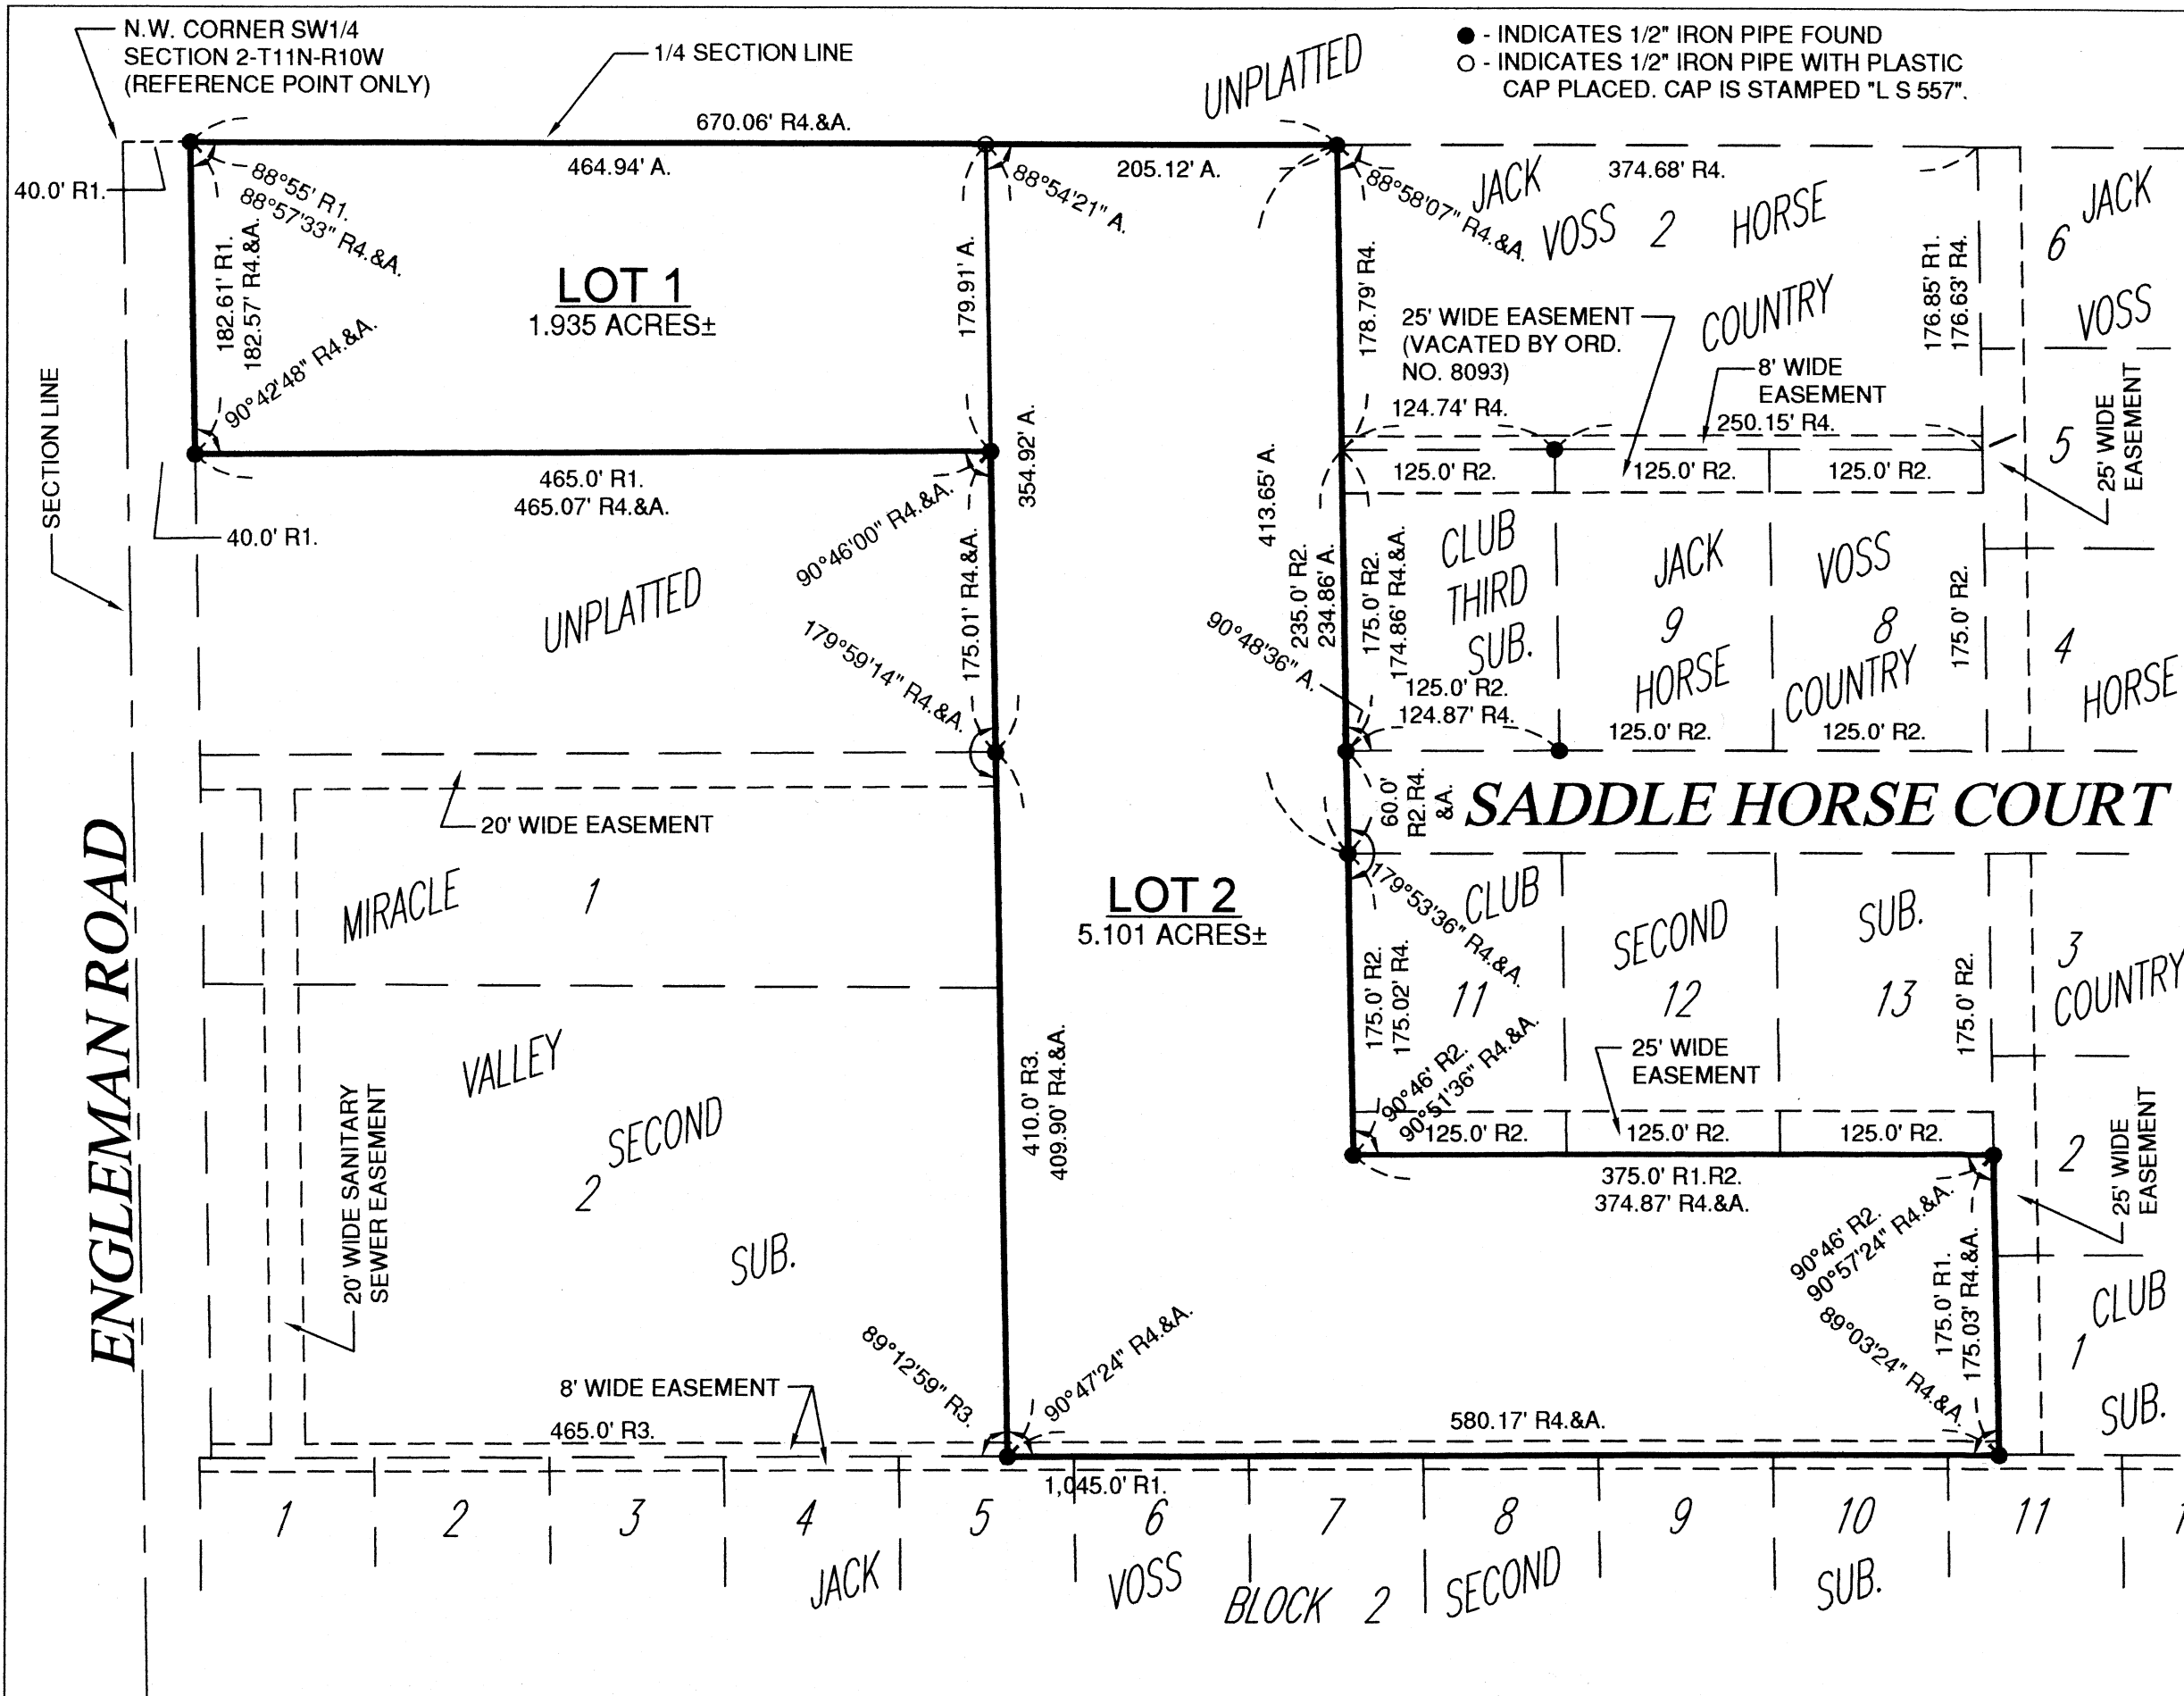 N.W. CORNER SW1/4
SECTION 2-T11N-R10W
(REFERENCE POINT ONLY)
1/4 SECTION LINE
● - INDICATES 1/2" IRON PIPE FOUND
○ - INDICATES 1/2" IRON PIPE WITH PLASTIC
CAP PLACED. CAP IS STAMPED "L S 557".
UNPLATTED
670.06' R4.&A.
464.94' A.
205.12' A.
374.68' R4.
40.0' R1.
88°55' R1.
88°57'33" R4.&A.
88°54'21" A.
88°58'07" R4.&A.
182.61' R1.
182.57' R4.&A.
90°42'48" R4.&A.
LOT 1
1.935 ACRES±
179.91' A.
354.92' A.
178.79' R4.
413.65' A.
JACK
VOSS 2 HORSE
COUNTRY
176.85' R1.
176.63' R4.
6 JACK
VOSS
25' WIDE EASEMENT
(VACATED BY ORD.
NO. 8093)
8' WIDE
EASEMENT
124.74' R4.
250.15' R4.
125.0' R2.
125.0' R2.
125.0' R2.
5
25' WIDE
EASEMENT
SECTION LINE
465.0' R1.
465.07' R4.&A.
40.0' R1.
90°46'00" R4.&A.
175.01' R4.&A.
179°59'14" R4.&A.
UNPLATTED
235.0' R2.
234.86' A.
175.0' R2.
174.86' R4.&A.
90°48'36" A.
CLUB
THIRD
SUB.
JACK
9
HORSE
VOSS
8
COUNTRY
175.0' R2.
4
HORSE
125.0' R2.
124.87' R4.
125.0' R2.
125.0' R2.
20' WIDE EASEMENT
60.0'
R2.R4.
&A.
SADDLE HORSE COURT
ENGLEMAN ROAD
MIRACLE 1
LOT 2
5.101 ACRES±
179°53'36" R4.&A.
CLUB
11
SECOND
12
SUB.
13
175.0' R2.
175.02' R4.
175.0' R2.
3
COUNTRY
VALLEY
SECOND
2
SUB.
410.0' R3.
409.90' R4.&A.
90°46' R2.
90°51'36" R4.&A.
25' WIDE
EASEMENT
125.0' R2.
125.0' R2.
125.0' R2.
375.0' R1.R2.
374.87' R4.&A.
2
25' WIDE
EASEMENT
20' WIDE SANITARY
SEWER EASEMENT
90°46' R2.
90°57'24" R4.&A.
89°03'24" R4.&A.
175.0' R1.
175.03' R4.&A.
CLUB
1
SUB.
89°12'59" R3.
90°47'24" R4.&A.
8' WIDE EASEMENT
465.0' R3.
580.17' R4.&A.
1,045.0' R1.
1 2 3 4 5 6 7 8 9 10 11
JACK VOSS BLOCK 2 SECOND SUB.